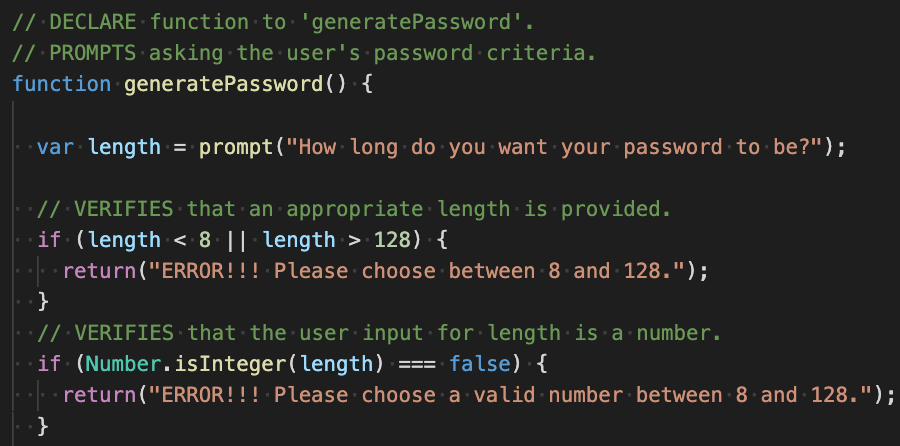 // DECLARE function to 'generatePassword'.
// PROMPTS asking the user's password criteria.
function generatePassword() {
var length = prompt("How long do you want your password to be?");
// VERIFIES that an appropriate length is provided.
if (length < 8 || length > 128) {
return("ERROR!!! Please choose between 8 and 128.");
}
// VERIFIES that the user input for length is a number.
if (Number.isInteger(length) === false) {
return("ERROR!!! Please choose a valid number between 8 and 128.");
}